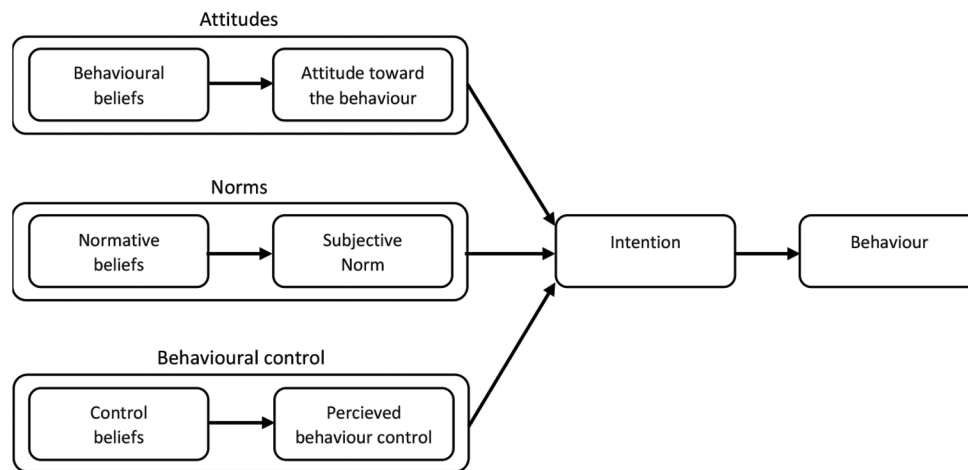 Attitudes
Behavioural
beliefs
Attitude toward
the behaviour
Norms
Normative
beliefs
Subjective
Norm
Intention
Behaviour
Behavioural control
Control
beliefs
Percieved
behaviour control